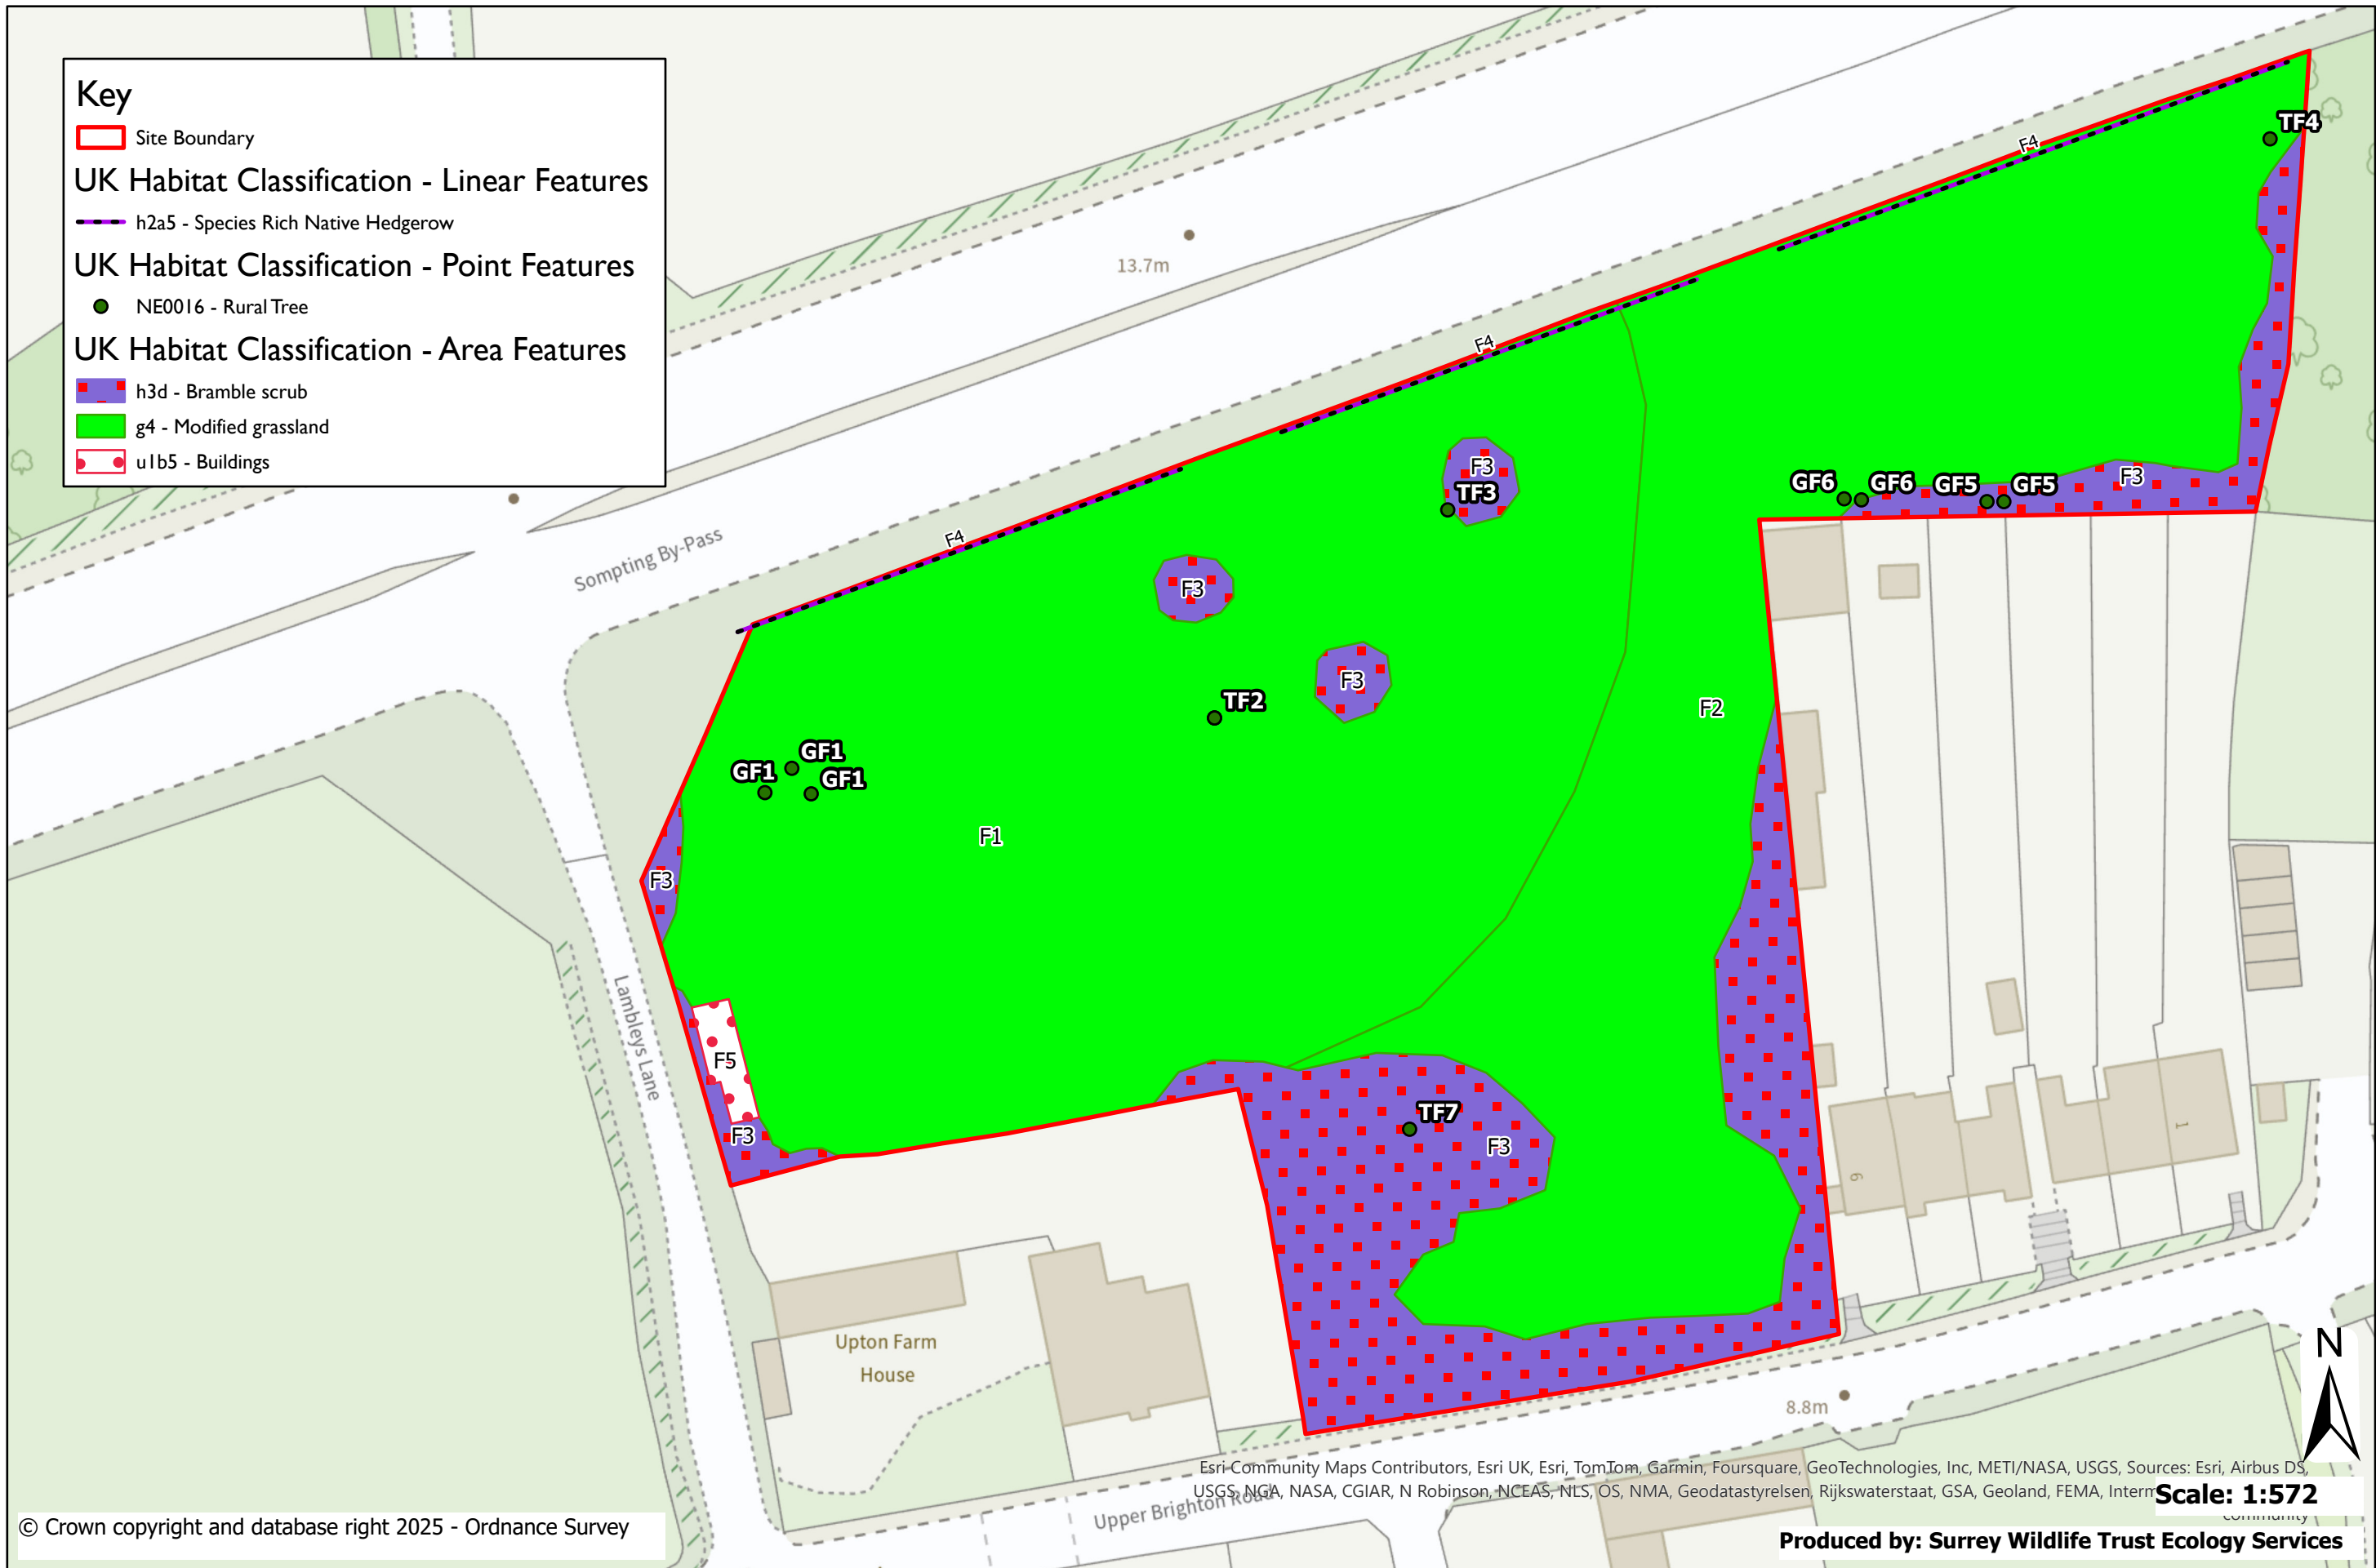 Key
Site Boundary
UK Habitat Classification - Linear Features
h2a5 - Species Rich Native Hedgerow
UK Habitat Classification - Point Features
NE0016 - Rural Tree
UK Habitat Classification - Area Features
h3d - Bramble scrub
g4 - Modified grassland
u1b5 - Buildings
13.7m
Sompting By-Pass
F4
F4
F4
TF4
F3
TF3
GF6
GF6
GF5
GF5
F3
F3
F3
TF2
F2
GF1
GF1
GF1
F1
F3
Lambleys Lane
F5
F3
TF7
F3
1
6
Upton Farm
House
8.8m
Upper Brighton Road
N
Esri Community Maps Contributors, Esri UK, Esri, TomTom, Garmin, Foursquare, GeoTechnologies, Inc, METI/NASA, USGS, Sources: Esri, Airbus DS,
USGS, NGA, NASA, CGIAR, N Robinson, NCEAS, NLS, OS, NMA, Geodatastyrelsen, Rijkswaterstaat, GSA, Geoland, FEMA,
community
Scale: 1:572
© Crown copyright and database right 2025 - Ordnance Survey
Produced by: Surrey Wildlife Trust Ecology Services